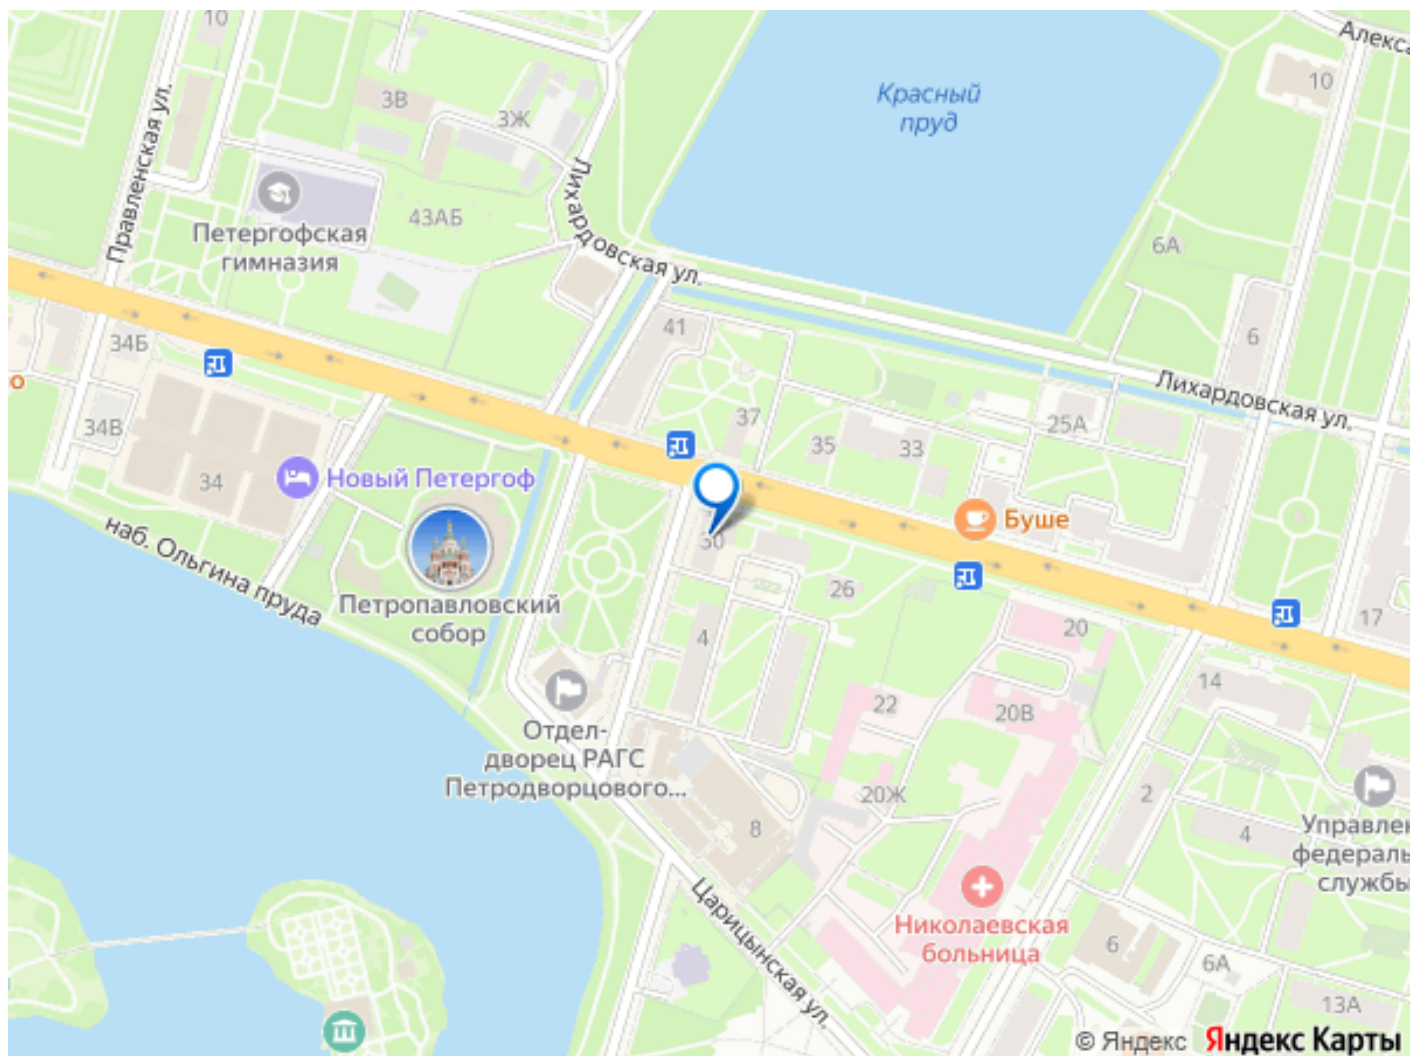 10
Алекса
Красный
пруд
10
3В
3Ж
Правленская ул.
Лихардовская ул.
43АБ
Петергофская
гимназия
6А
41
6
34Б
Лихардовская ул.
о
37
25А
34В
35
33
34
Новый Петергоф
Буше
наб. Ольгина пруда
30
26
Петропавловский
собор
17
4
20
14
22
20В
Отдел-
дворец РАГС
Петродворцового...
20Ж
2
8
4
Управлен
федераль
службы
Царицынская ул.
Николаевская
больница
6
6А
13А
© Яндекс Яндекс Карты